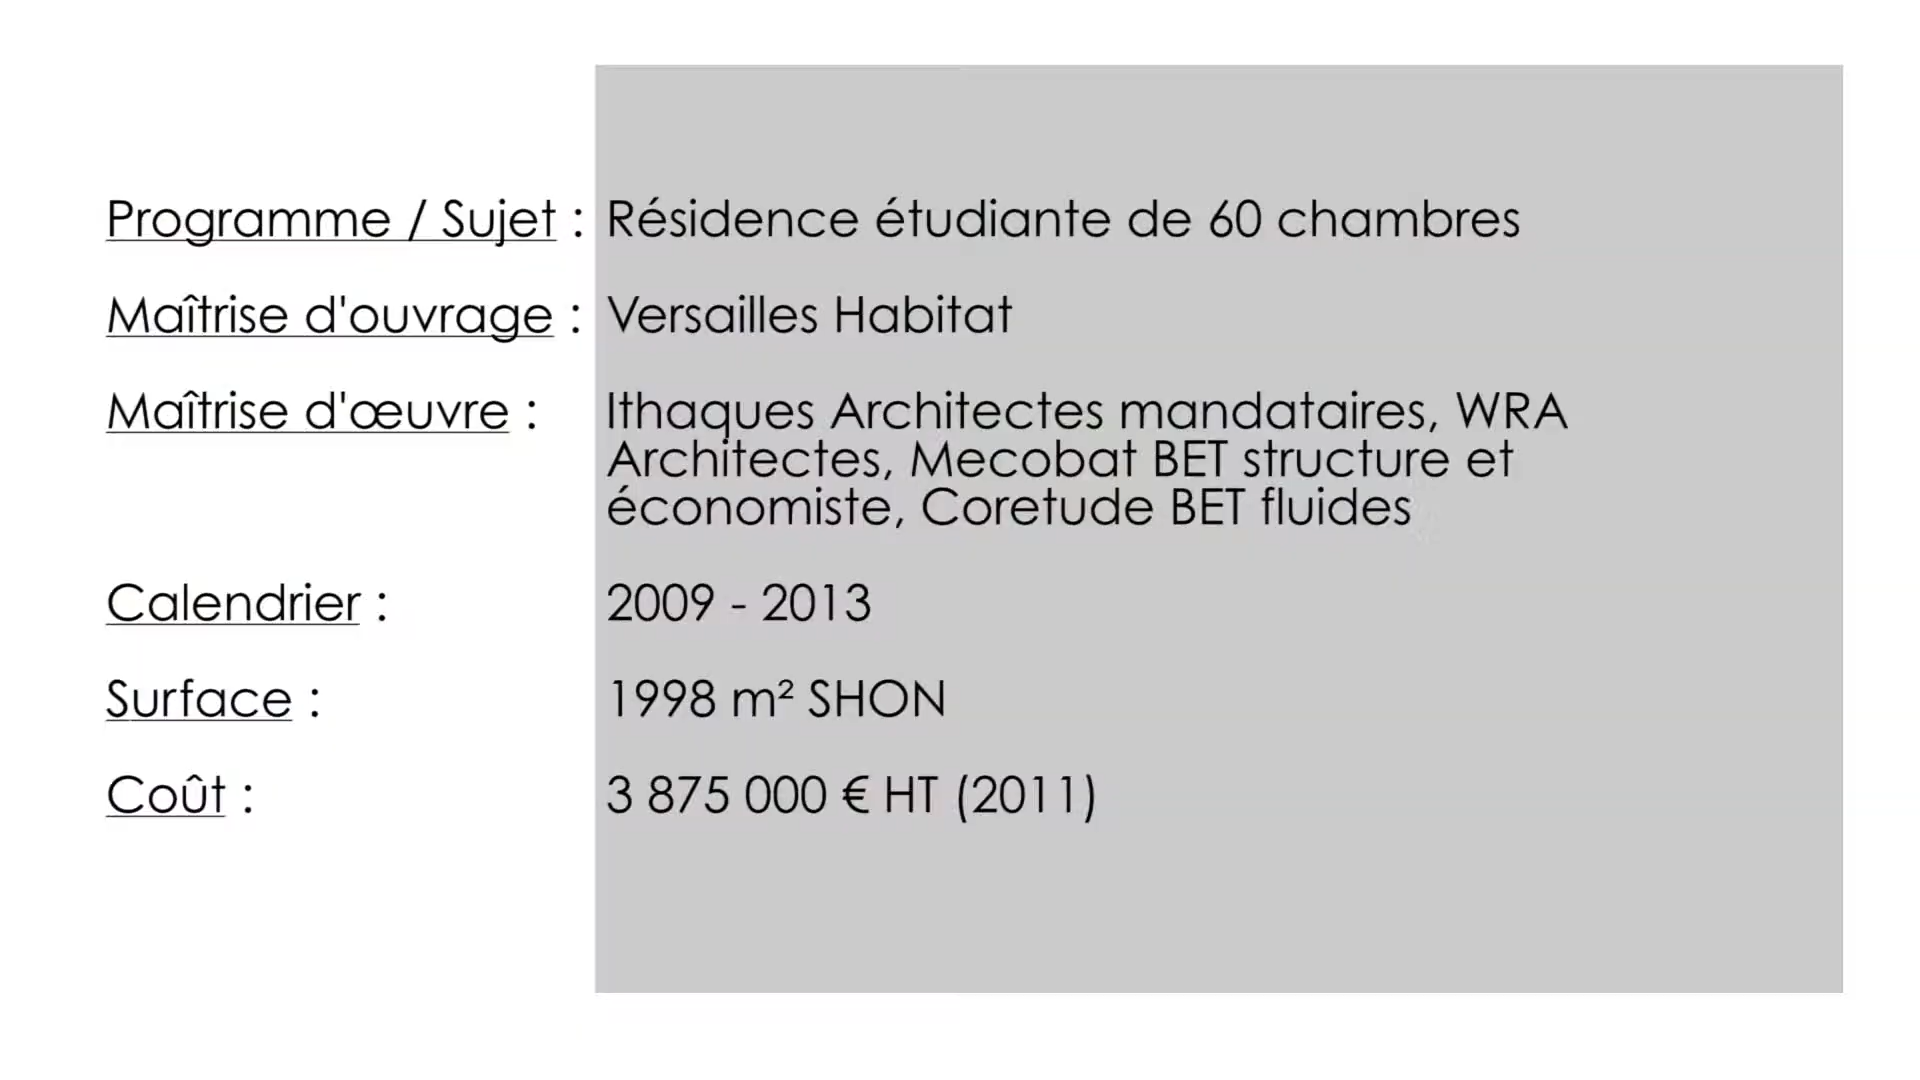 Programme / Sujet : Résidence étudiante de 60 chambres
Maîtrise d'ouvrage : Versailles Habitat
Maîtrise d'œuvre : Ithaques Architectes mandataires, WRA
Architectes, Mecobat BET structure et
économiste, Coretude BET fluides
Calendrier : 2009 - 2013
Surface : 1998 m² SHON
Coût : 3 875 000 € HT (2011)